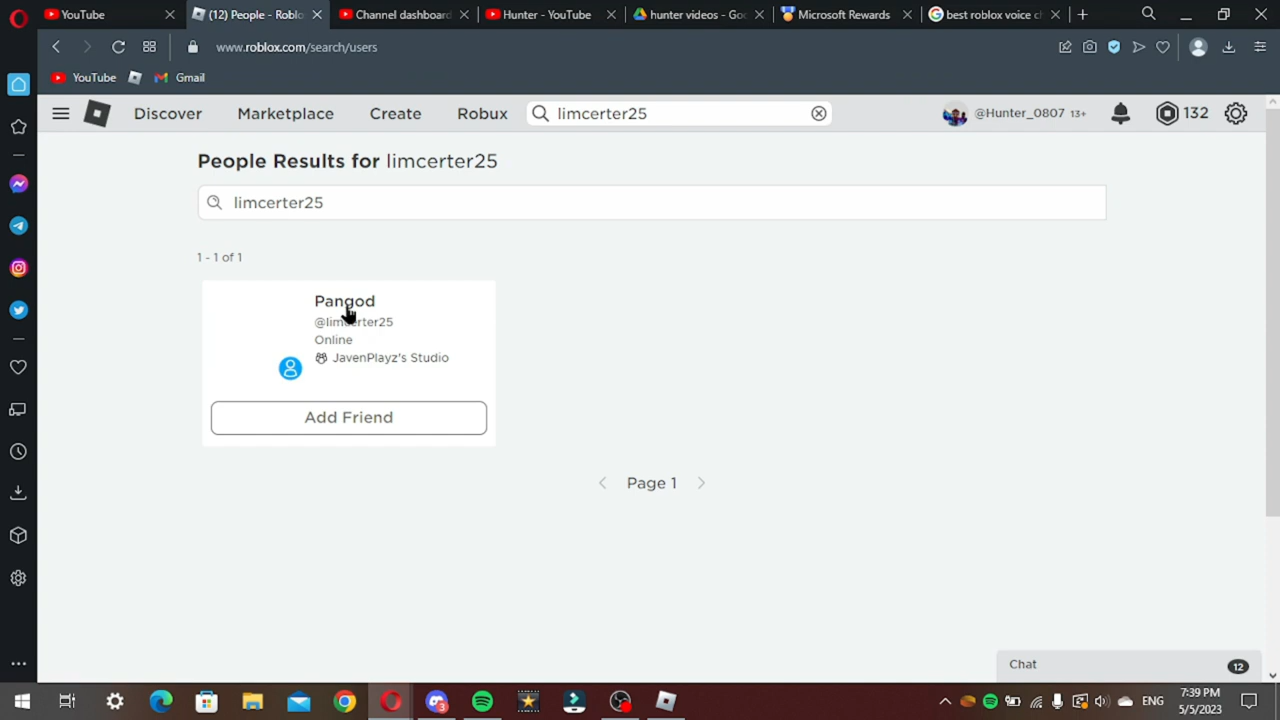 YouTube
(12) People - Roblo
Channel dashboard
Hunter - YouTube
hunter videos - Goo
Microsoft Rewards
best roblox voice ch
www.roblox.com/search/users
YouTube
Gmail
Discover
Marketplace
Create
Robux
limcerter25
@Hunter_0807 13+
132
People Results for limcerter25
limcerter25
1 - 1 of 1
Pangod
@limcerter25
Online
JavenPlayz's Studio
Add Friend
Page 1
Chat
12
3
ENG
7:39 PM
5/5/2023